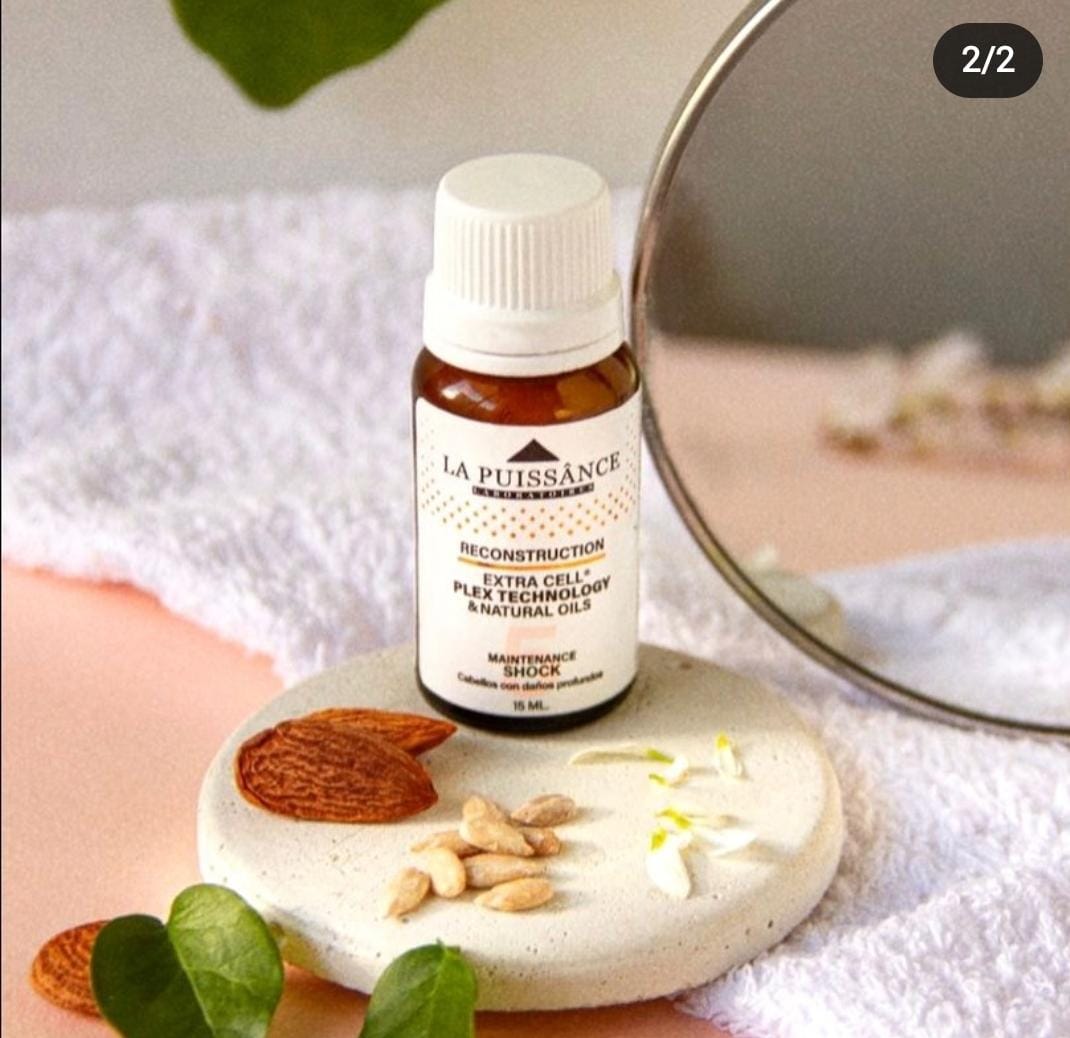 2/2
LA PUISSÂNCE
LABORATOIRES
RECONSTRUCTION
EXTRA CELL®
PLEX TECHNOLOGY
& NATURAL OILS
5
MAINTENANCE
SHOCK
Cabellos con daños profundos
15 ML.